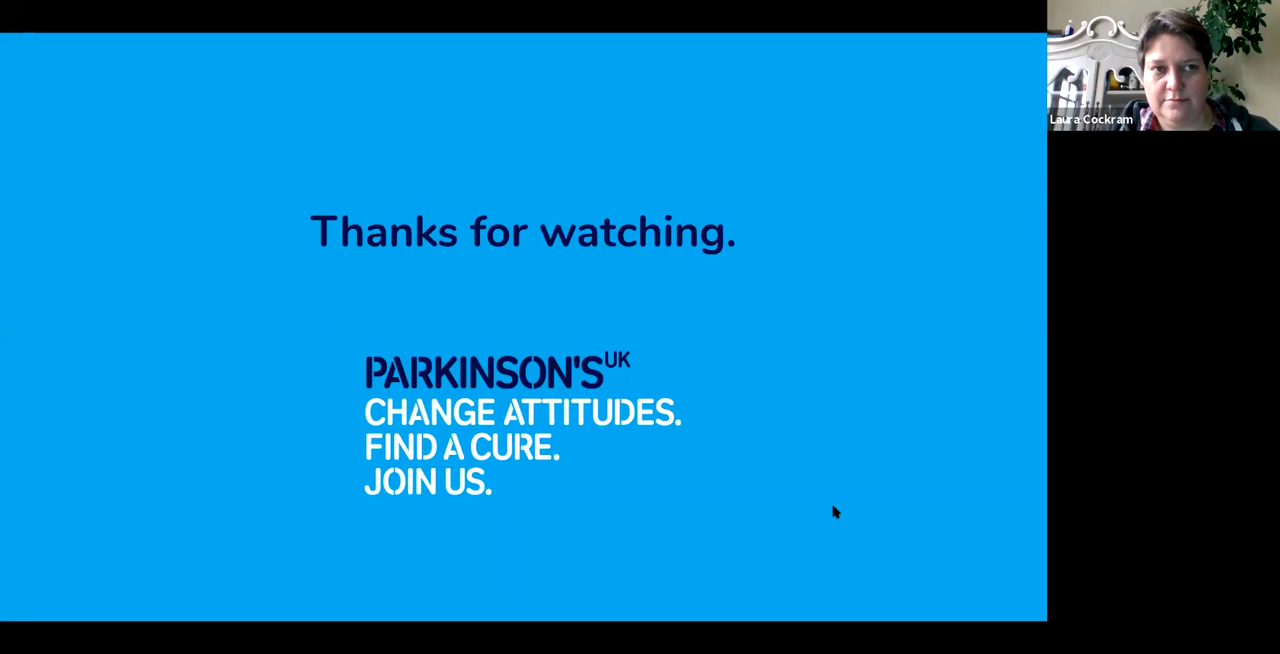 Thanks for watching.
PARKINSON'S UK
CHANGE ATTITUDES.
FIND A CURE.
JOIN US.
Laura Cockram